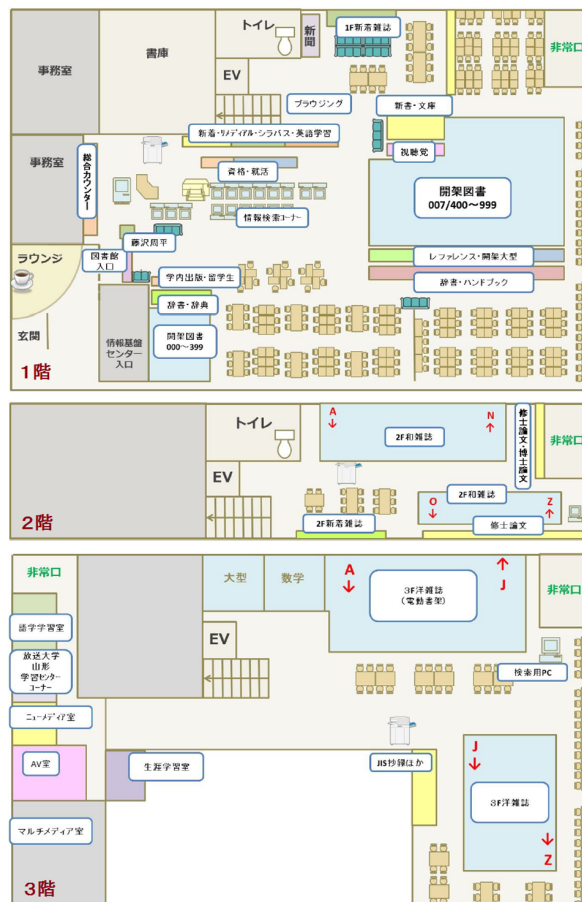 トイレ
新聞
1F新着雑誌
非常口
書庫
事務室
EV
ブラウジング
新書・文庫
新着・リメディアル・シラバス・英語学習
視聴覚
事務室
総合カウンター
資格・就活
開架図書
007/400～999
情報検索コーナー
藤沢周平
ラウンジ
図書館
入口
レファレンス・開架大型
学内出版・留学生
辞書・ハンドブック
辞書・辞典
玄関
情報基盤
センター
入口
開架図書
000～399
1階
A
N
トイレ
2F和雑誌
修士論文・博士論文
非常口
EV
2F和雑誌
O
Z
2階
2F新着雑誌
修士論文
非常口
大型
数学
A
J
3F洋雑誌
(電動書架)
非常口
語学学習室
EV
放送大学
山形
学習センター
コーナー
検索用PC
ニューメディア室
AV室
生涯学習室
JIS抄録ほか
J
3F洋雑誌
マルチメディア室
Z
3階